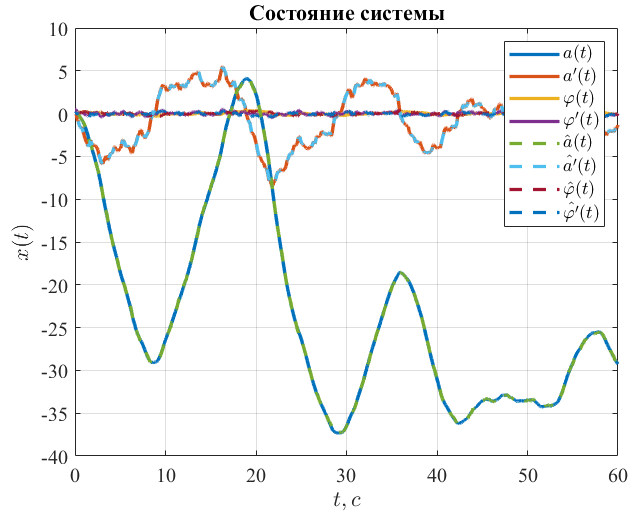 Состояние системы
10
5
0
-5
-10
-15
-20
-25
-30
-35
-40
x(t)
0 10 20 30 40 50 60
t, c
a(t)
a′(t)
φ(t)
φ′(t)
â(t)
â′(t)
φ̂(t)
φ̂′(t)